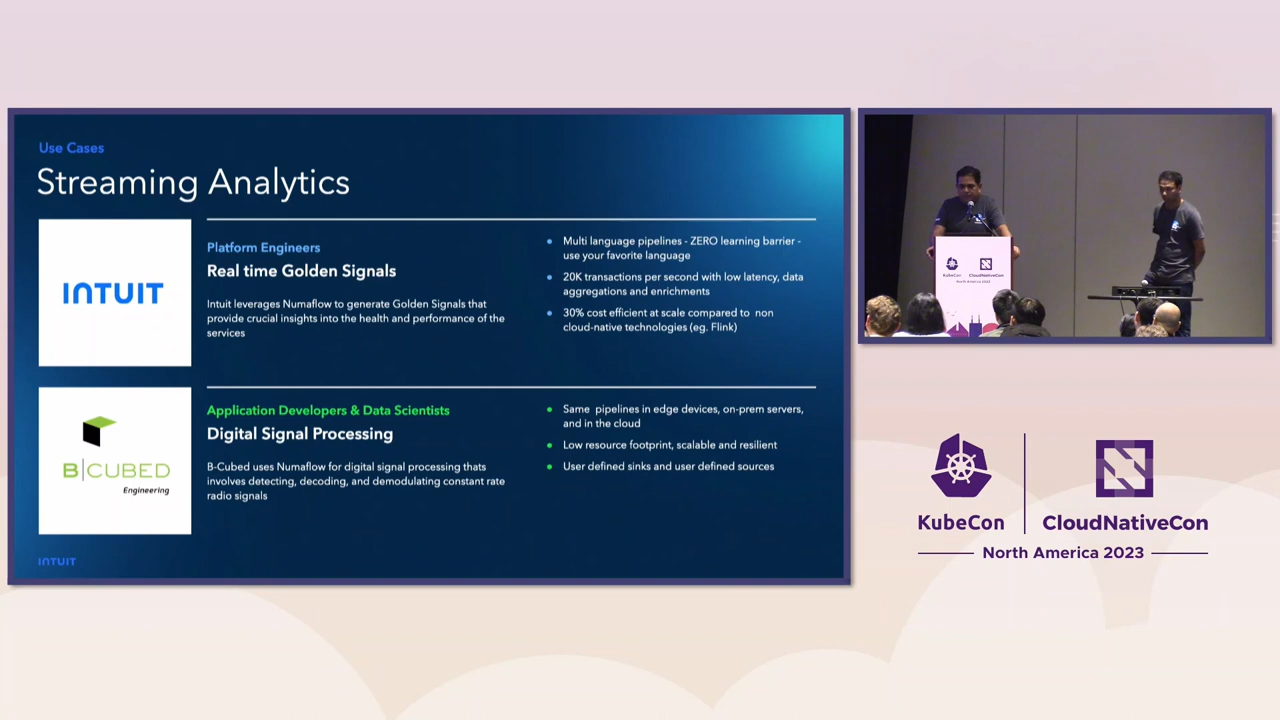 Use Cases
Streaming Analytics
INTUIT
Platform Engineers
Real time Golden Signals
Intuit leverages Numaflow to generate Golden Signals that
provide crucial insights into the health and performance of the
services
• Multi language pipelines - ZERO learning barrier -
use your favorite language
• 20K transactions per second with low latency, data
aggregations and enrichments
• 30% cost efficient at scale compared to  non
cloud-native technologies (eg. Flink)
B|CUBED
Engineering
Application Developers & Data Scientists
Digital Signal Processing
B-Cubed uses Numaflow for digital signal processing thats
involves detecting, decoding, and demodulating constant rate
radio signals
• Same  pipelines in edge devices, on-prem servers,
and in the cloud
• Low resource footprint, scalable and resilient
• User defined sinks and user defined sources
INTUIT
KubeCon CloudNativeCon
North America 2023
KubeCon CloudNativeCon
North America 2023